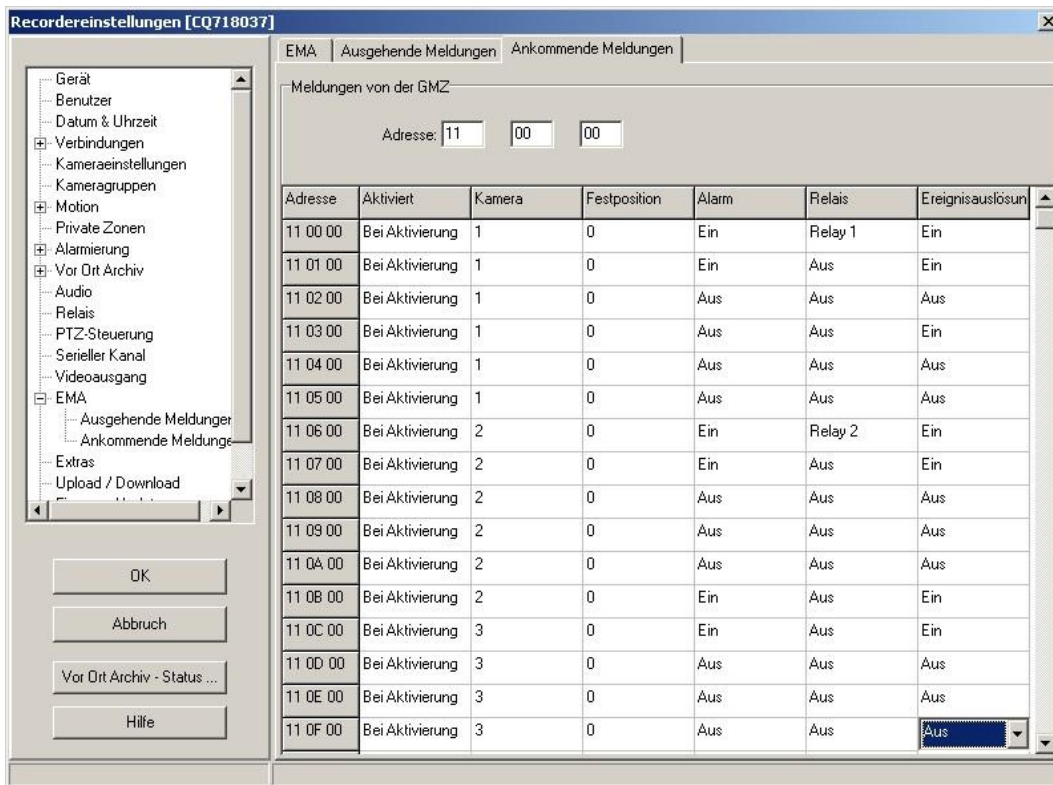 Recordereinstellungen [CQ718037]
Gerät
Benutzer
Datum & Uhrzeit
Verbindungen
Kameraeinstellungen
Kameragruppen
Motion
Private Zonen
Alarmierung
Vor Ort Archiv
Audio
Relais
PTZ-Steuerung
Serieller Kanal
Videoausgang
EMA
Ausgehende Meldungen
Ankommende Meldunge
Extras
Upload / Download
OK
Abbruch
Vor Ort Archiv - Status ...
Hilfe
EMA Ausgehende Meldungen Ankommende Meldungen
Meldungen von der GMZ
Adresse: 11 00 00
Adresse Aktiviert Kamera Festposition Alarm Relais Ereignisauslösun
11 00 00 Bei Aktivierung 1 0 Ein Relay 1 Ein
11 01 00 Bei Aktivierung 1 0 Ein Aus Ein
11 02 00 Bei Aktivierung 1 0 Aus Aus Aus
11 03 00 Bei Aktivierung 1 0 Aus Aus Ein
11 04 00 Bei Aktivierung 1 0 Aus Aus Aus
11 05 00 Bei Aktivierung 1 0 Aus Aus Aus
11 06 00 Bei Aktivierung 2 0 Ein Relay 2 Ein
11 07 00 Bei Aktivierung 2 0 Ein Aus Ein
11 08 00 Bei Aktivierung 2 0 Aus Aus Aus
11 09 00 Bei Aktivierung 2 0 Aus Aus Aus
11 0A 00 Bei Aktivierung 2 0 Aus Aus Aus
11 0B 00 Bei Aktivierung 2 0 Ein Aus Ein
11 0C 00 Bei Aktivierung 3 0 Ein Aus Ein
11 0D 00 Bei Aktivierung 3 0 Aus Aus Aus
11 0E 00 Bei Aktivierung 3 0 Aus Aus Aus
11 0F 00 Bei Aktivierung 3 0 Aus Aus Aus